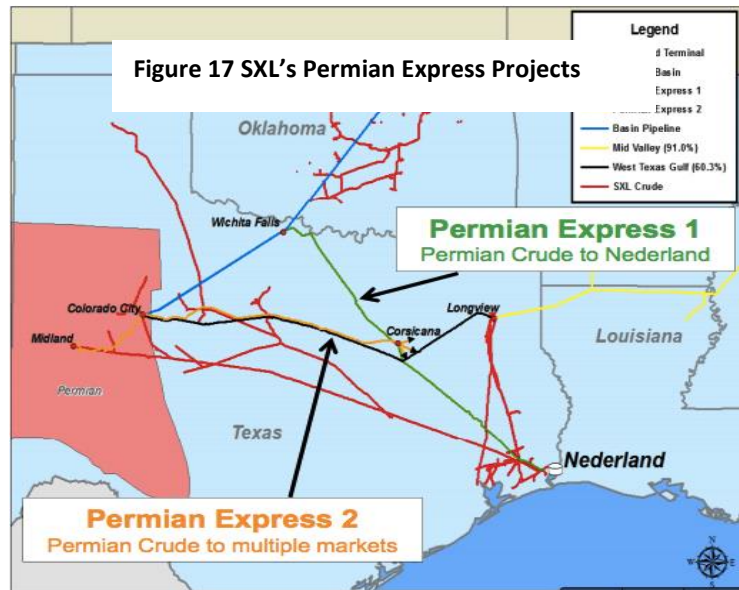 Legend
d Terminal
Basin
Express 1
Express 2
Basin Pipeline
Mid Valley (91.0%)
West Texas Gulf (60.3%)
SXL Crude
Figure 17 SXL's Permian Express Projects
Oklahoma
Wichita Falls
Permian Express 1
Permian Crude to Nederland
Colorado City
Longview
Corsicana
Midland
Louisiana
Permian
Texas
Nederland
Permian Express 2
Permian Crude to multiple markets
N
W
E
S